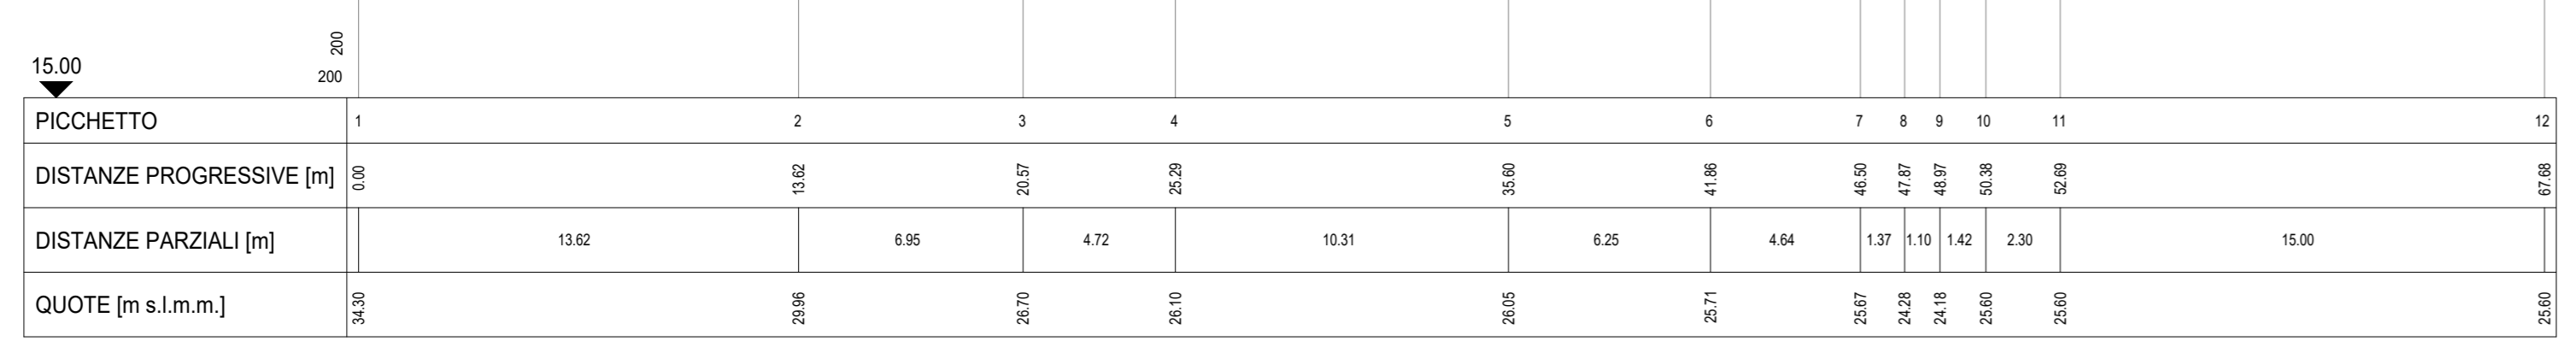 200
15.00
200
PICCHETTO 1 2 3 4 5 6 7 8 9 10 11 12
DISTANZE PROGRESSIVE [m] 0.00 13.62 20.57 25.29 35.60 41.86 46.50 47.87 48.97 50.38 52.69 67.68
DISTANZE PARZIALI [m] 13.62 6.95 4.72 10.31 6.25 4.64 1.37 1.10 1.42 2.30 15.00
QUOTE [m s.l.m.m.] 34.30 29.96 26.70 26.10 26.05 25.71 25.67 24.28 24.18 25.60 25.60 25.60